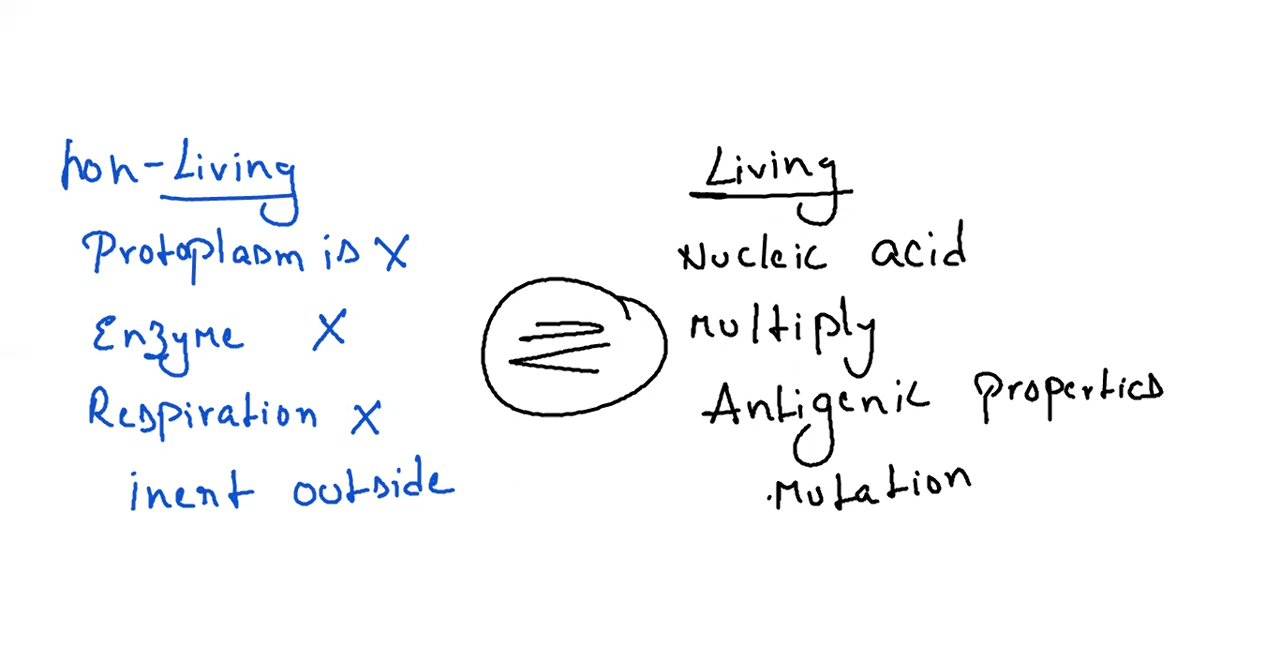 non-Living
Protoplasm is X
Enzyme X
Respiration X
inert outside
Living
Nucleic acid
Multiply
Antigenic properties
Mutation